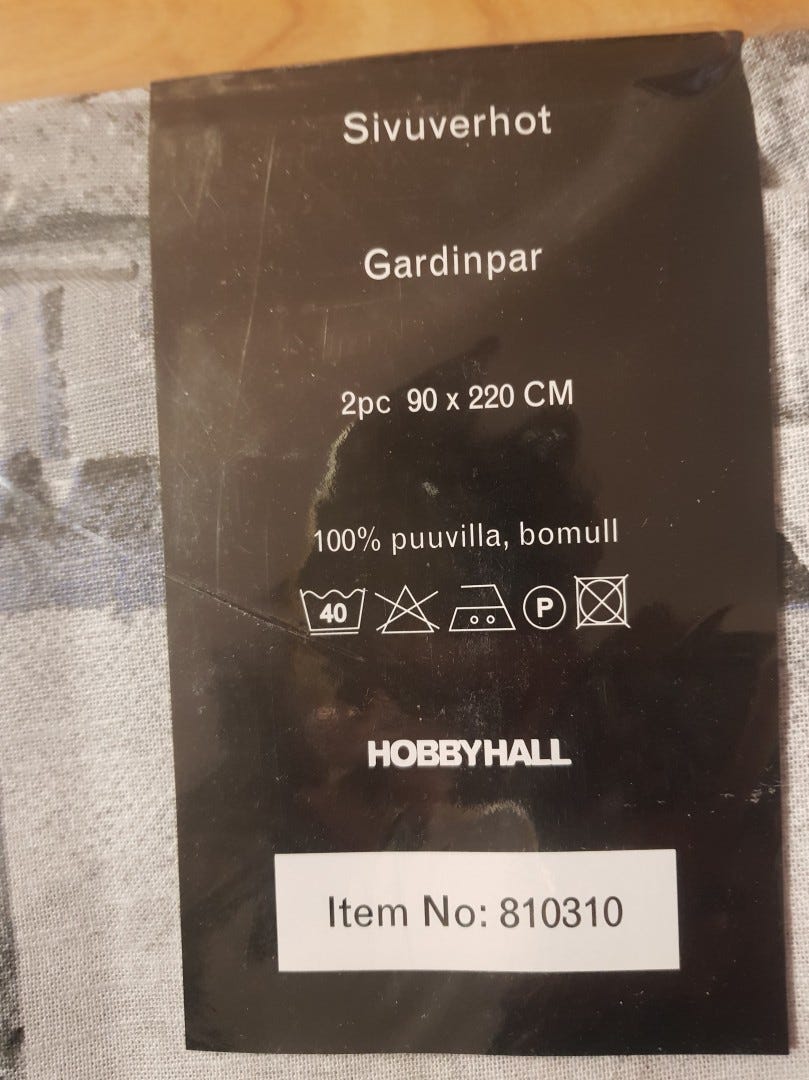 Sivuverhot
Gardinpar
2pc 90 x 220 CM
100% puuvilla, bomull
40 P
HOBBYHALL
Item No: 810310